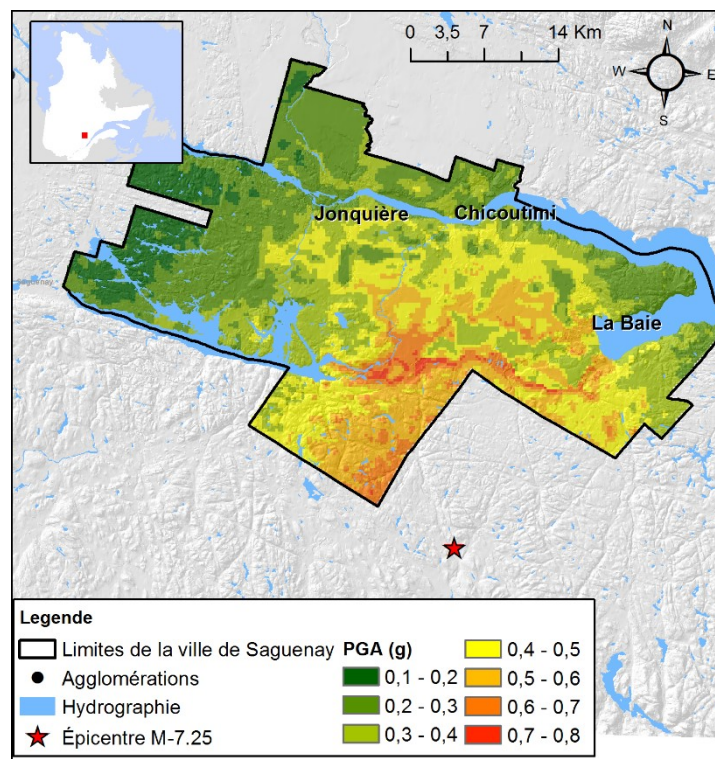 0 3,5 7 14 Km
N
W E
S
Jonquière Chicoutimi
La Baie
Legende
Limites de la ville de Saguenay
Agglomérations
Hydrographie
Épicentre M-7.25
PGA (g)
0,1 - 0,2
0,2 - 0,3
0,3 - 0,4
0,4 - 0,5
0,5 - 0,6
0,6 - 0,7
0,7 - 0,8